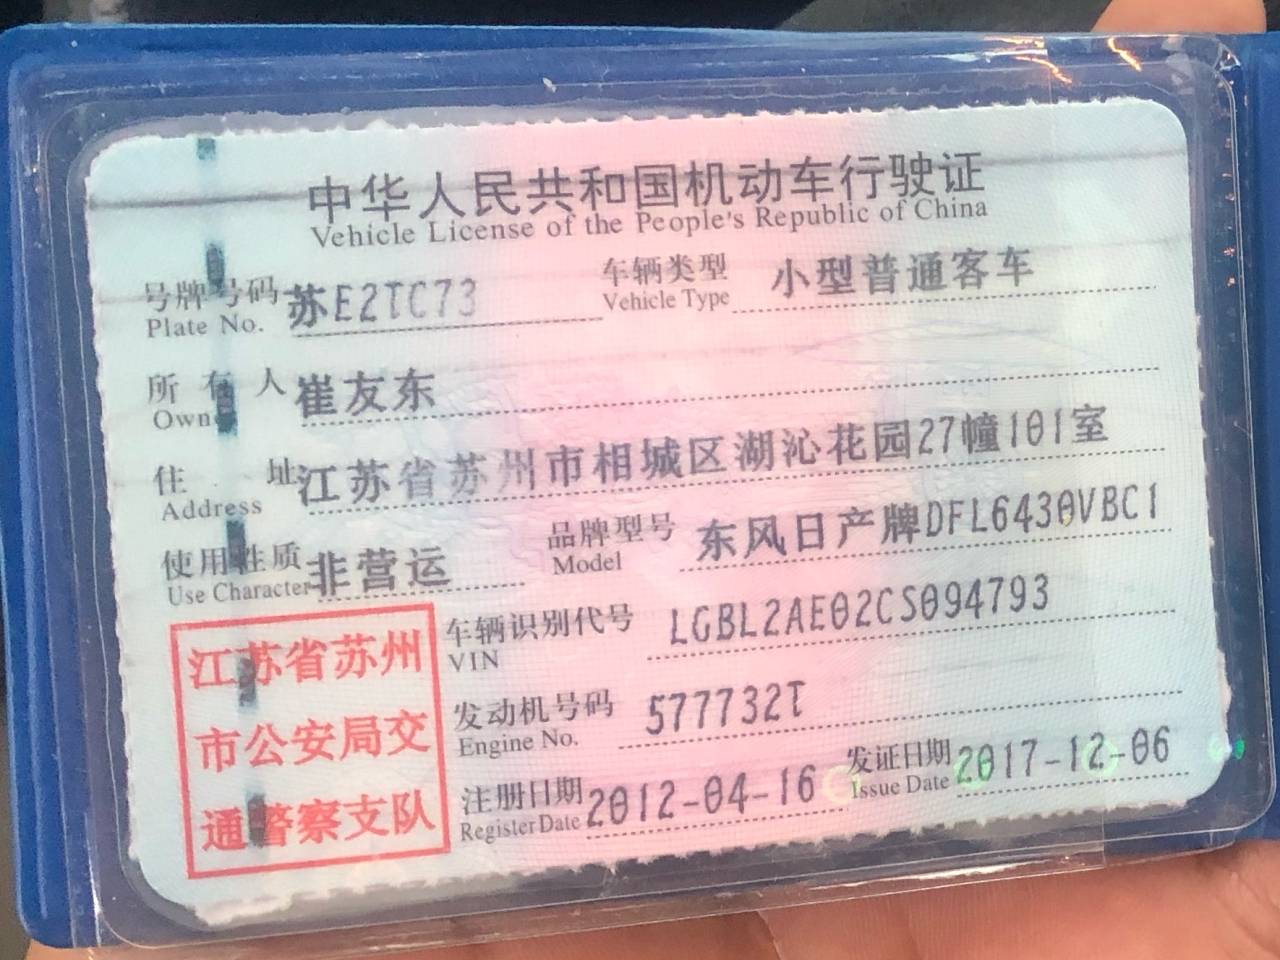 中华人民共和国机动车行驶证
Vehicle License of the People's Republic of China
号牌号码 苏E2TC73 车辆类型 小型普通客车
Plate No. Vehicle Type
所有人 崔友东
Owner
住址 江苏省苏州市相城区湖沁花园27幢101室
Address
使用性质 非营运 品牌型号 东风日产牌DFL6430VBC1
Use Character Model
江苏省苏州
市公安局交
通警察支队
车辆识别代号 LGBL2AE02CS094793
VIN
发动机号码 577732T
Engine No.
注册日期 2012-04-16 发证日期 2017-12-06
Register Date Issue Date